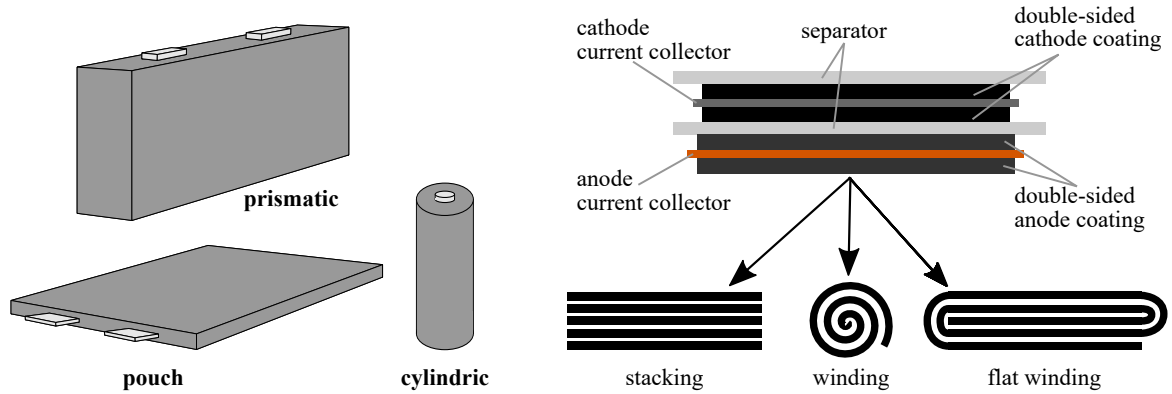 prismatic
pouch
cylindric
cathode
current collector
separator
double-sided
cathode coating
anode
current collector
double-sided
anode coating
stacking
winding
flat winding